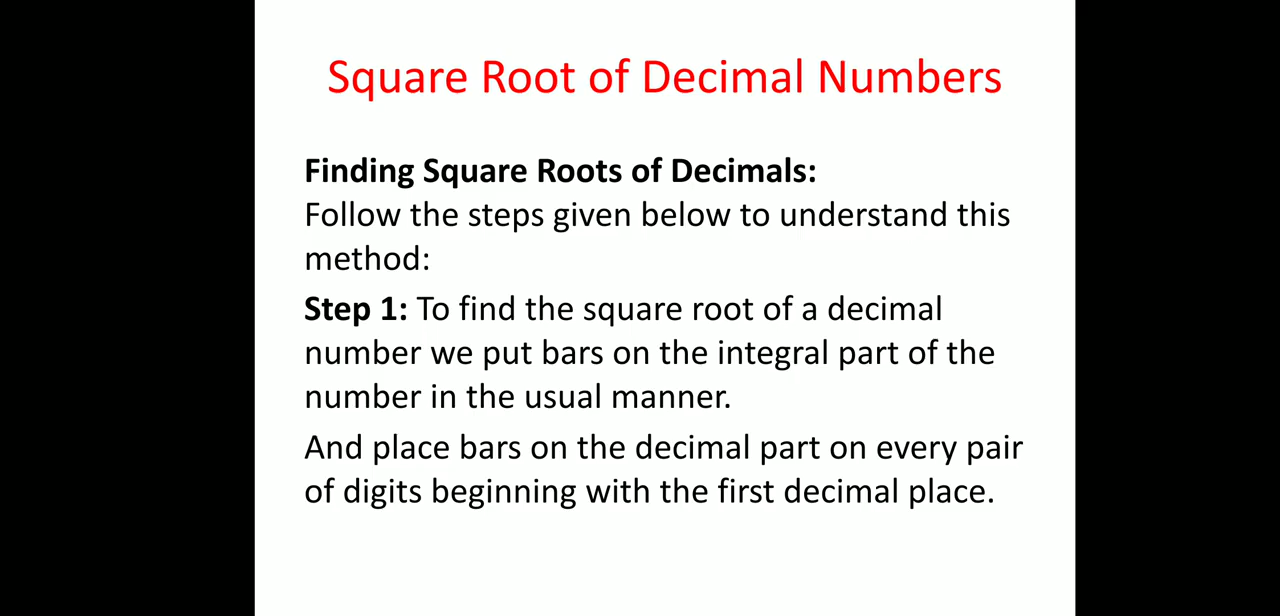 Square Root of Decimal Numbers
Finding Square Roots of Decimals:
Follow the steps given below to understand this
method:
Step 1: To find the square root of a decimal
number we put bars on the integral part of the
number in the usual manner.
And place bars on the decimal part on every pair
of digits beginning with the first decimal place.